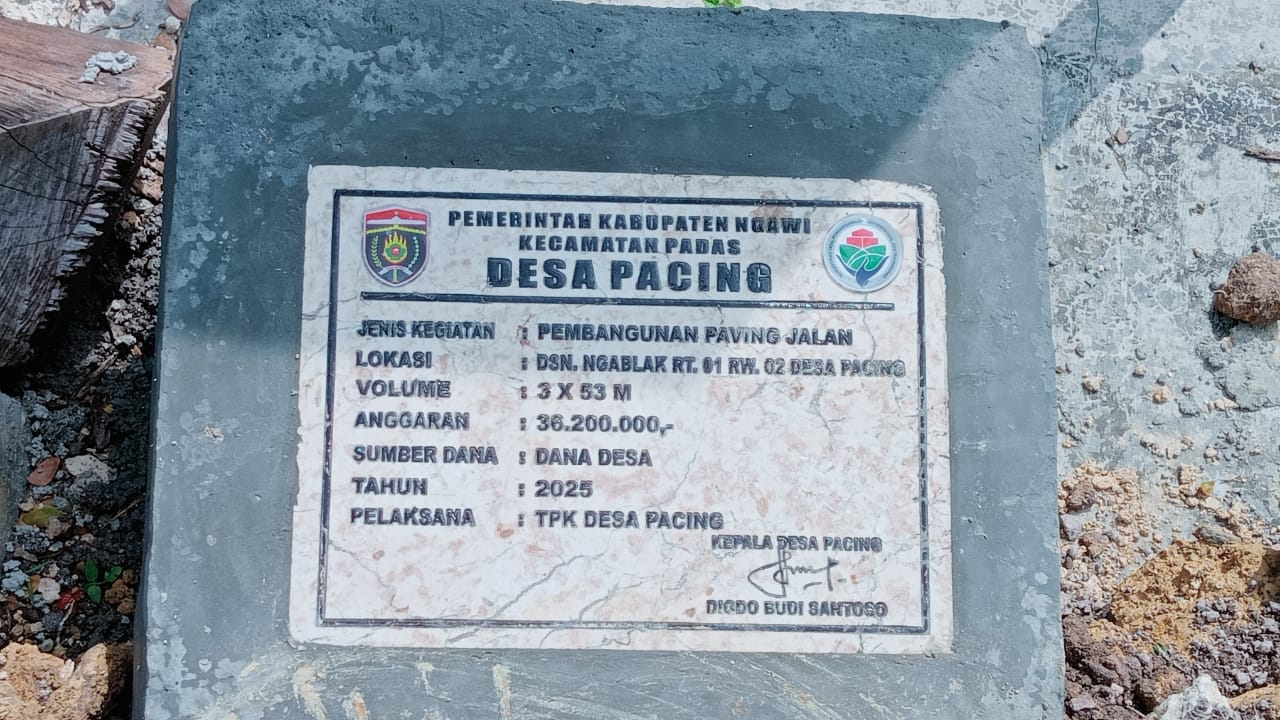 PEMERINTAH KABUPATEN NGAWI
KECAMATAN PADAS
DESA PACING
JENIS KEGIATAN : PEMBANGUNAN PAVING JALAN
LOKASI : DSN. NGABLAK RT. 01 RW. 02 DESA PACING
VOLUME : 3 X 53 M
ANGGARAN : 36.200.000,-
SUMBER DANA : DANA DESA
TAHUN : 2025
PELAKSANA : TPK DESA PACING
KEPALA DESA PACING
BUDI SANTOSO